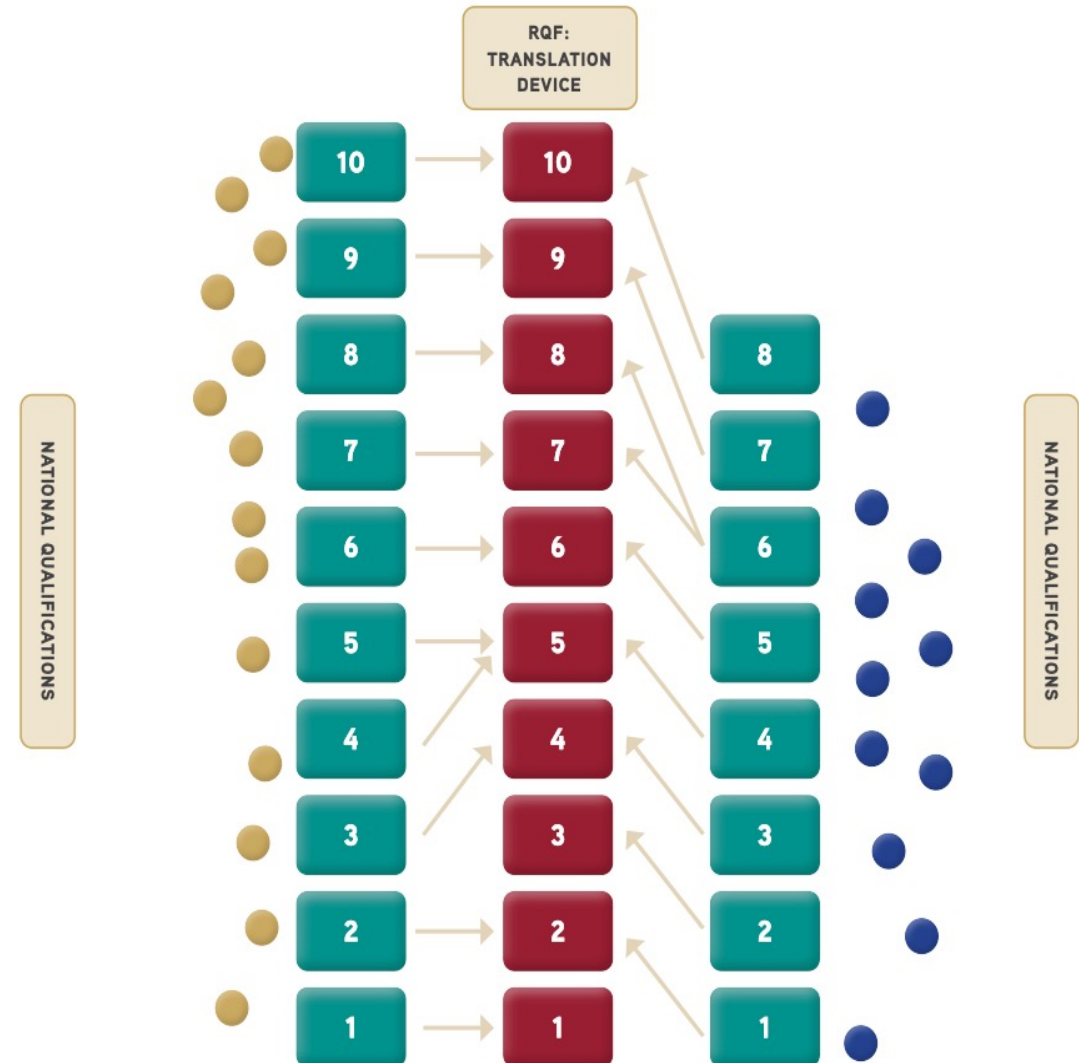 RQF:
TRANSLATION
DEVICE
10 10
9 9
8 8 8
7 7 7
6 6 6
5 5 5
4 4 4
3 3 3
2 2 2
1 1 1
NATIONAL QUALIFICATIONS
NATIONAL QUALIFICATIONS